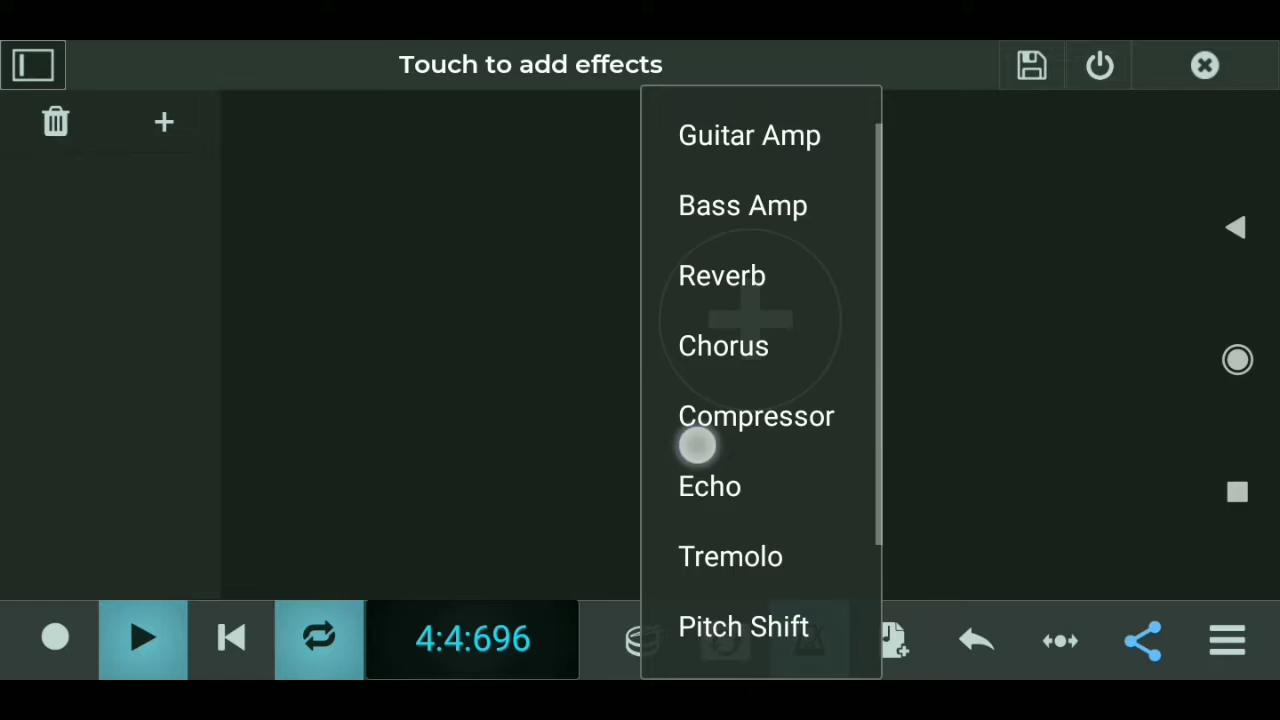 Touch to add effects
Guitar Amp
Bass Amp
Reverb
Chorus
Compressor
Echo
Tremolo
Pitch Shift
4:4:696